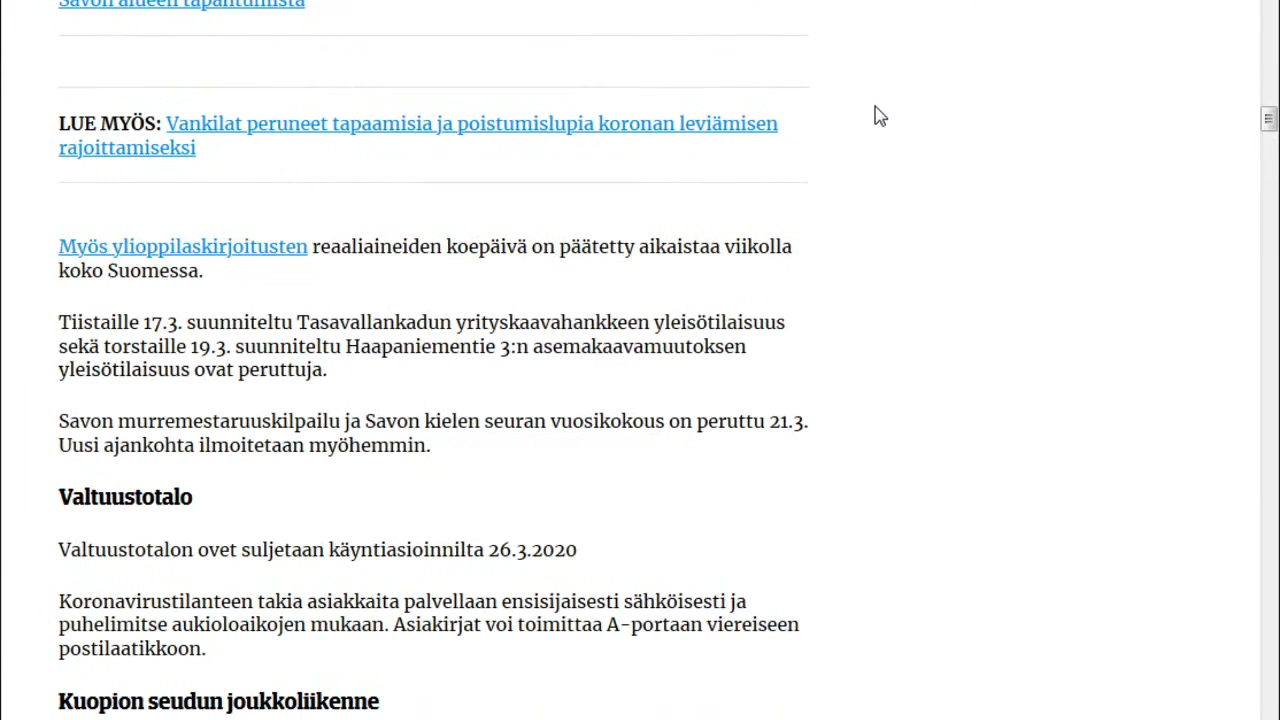 Savon alueen tapahtumista
LUE MYÖS: Vankilat peruneet tapaamisia ja poistumislupia koronan leviämisen
rajoittamiseksi
Myös ylioppilaskirjoitusten reaaliaineiden koepäivä on päätetty aikaistaa viikolla
koko Suomessa.
Tiistaille 17.3. suunniteltu Tasavallankadun yrityskaavahankkeen yleisötilaisuus
sekä torstaille 19.3. suunniteltu Haapaniementie 3:n asemakaavamuutoksen
yleisötilaisuus ovat peruttuja.
Savon murremestaruuskilpailu ja Savon kielen seuran vuosikokous on peruttu 21.3.
Uusi ajankohta ilmoitetaan myöhemmin.
Valtuustotalo
Valtuustotalon ovet suljetaan käyntiasioinnilta 26.3.2020
Koronavirustilanteen takia asiakkaita palvellaan ensisijaisesti sähköisesti ja
puhelimitse aukioloaikojen mukaan. Asiakirjat voi toimittaa A-portaan viereiseen
postilaatikkoon.
Kuopion seudun joukkoliikenne